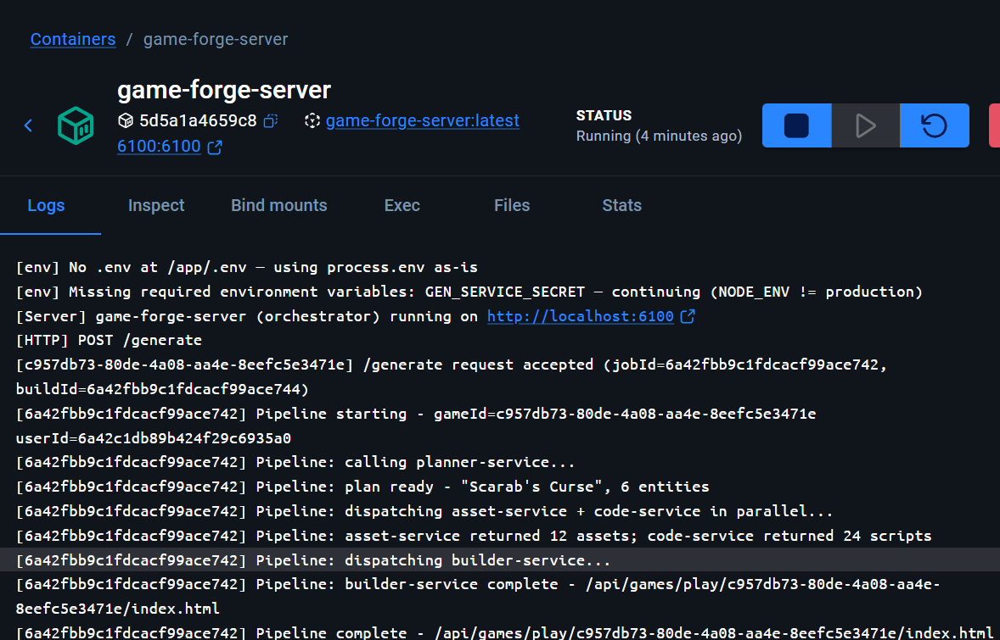 Containers / game-forge-server
game-forge-server
5d5a1a4659c8 game-forge-server:latest
6100:6100
STATUS
Running (4 minutes ago)
Logs Inspect Bind mounts Exec Files Stats
[env] No .env at /app/.env — using process.env as-is
[env] Missing required environment variables: GEN_SERVICE_SECRET — continuing (NODE_ENV != production)
[Server] game-forge-server (orchestrator) running on http://localhost:6100
[HTTP] POST /generate
[c957db73-80de-4a08-aa4e-8eefc5e3471e] /generate request accepted (jobId=6a42fbb9c1fdcacf99ace742,
buildId=6a42fbb9c1fdcacf99ace744)
[6a42fbb9c1fdcacf99ace742] Pipeline starting - gameId=c957db73-80de-4a08-aa4e-8eefc5e3471e
userId=6a42c1db89b424f29c6935a0
[6a42fbb9c1fdcacf99ace742] Pipeline: calling planner-service...
[6a42fbb9c1fdcacf99ace742] Pipeline: plan ready - "Scarab's Curse", 6 entities
[6a42fbb9c1fdcacf99ace742] Pipeline: dispatching asset-service + code-service in parallel...
[6a42fbb9c1fdcacf99ace742] Pipeline: asset-service returned 12 assets; code-service returned 24 scripts
[6a42fbb9c1fdcacf99ace742] Pipeline: dispatching builder-service...
[6a42fbb9c1fdcacf99ace742] Pipeline: builder-service complete - /api/games/play/c957db73-80de-4a08-aa4e-
8eefc5e3471e/index.html
[6a42fbb9c1fdcacf99ace742] Pipeline complete - /api/games/play/c957db73-80de-4a08-aa4e-8eefc5e3471e/index.html